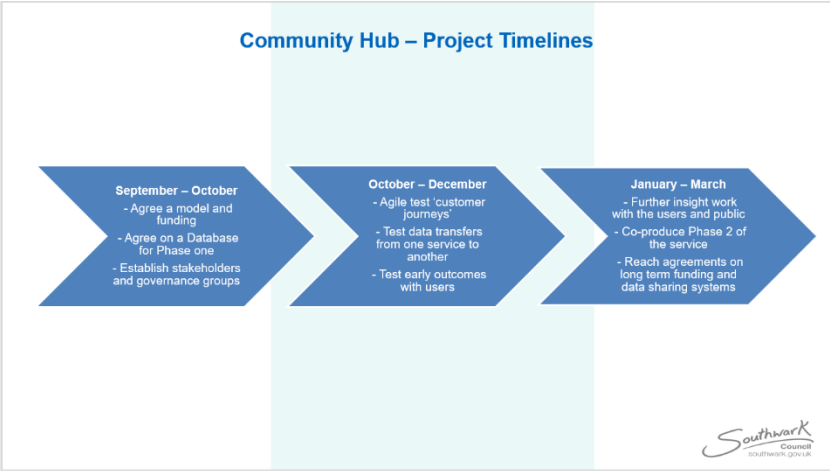 Community Hub – Project Timelines
September – October
- Agree a model and
funding
- Agree on a Database
for Phase one
- Establish stakeholders
and governance groups
October – December
- Agile test ‘customer
journeys’
- Test data transfers
from one service to
another
- Test early outcomes
with users
January – March
- Further insight work
with the users and public
- Co-produce Phase 2 of
the service
- Reach agreements on
long term funding and
data sharing systems
Southwark
Council
southwark.gov.uk